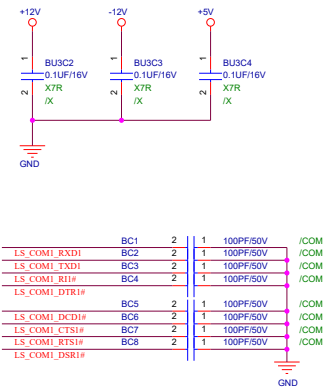 +12V -12V +5V
1 1 1
BU3C2 BU3C3 BU3C4
0.1UF/16V 0.1UF/16V 0.1UF/16V
2 2 2
X7R X7R X7R
/X /X /X
GND
BC1 2 1 100PF/50V /COM
LS_COM1_RXD1 BC2 2 1 100PF/50V /COM
LS_COM1_TXD1 BC3 2 1 100PF/50V /COM
LS_COM1_RI1# BC4 2 1 100PF/50V /COM
LS_COM1_DTR1#
BC5 2 1 100PF/50V /COM
LS_COM1_DCD1# BC6 2 1 100PF/50V /COM
LS_COM1_CTS1# BC7 2 1 100PF/50V /COM
LS_COM1_RTS1# BC8 2 1 100PF/50V /COM
LS_COM1_DSR1#
GND